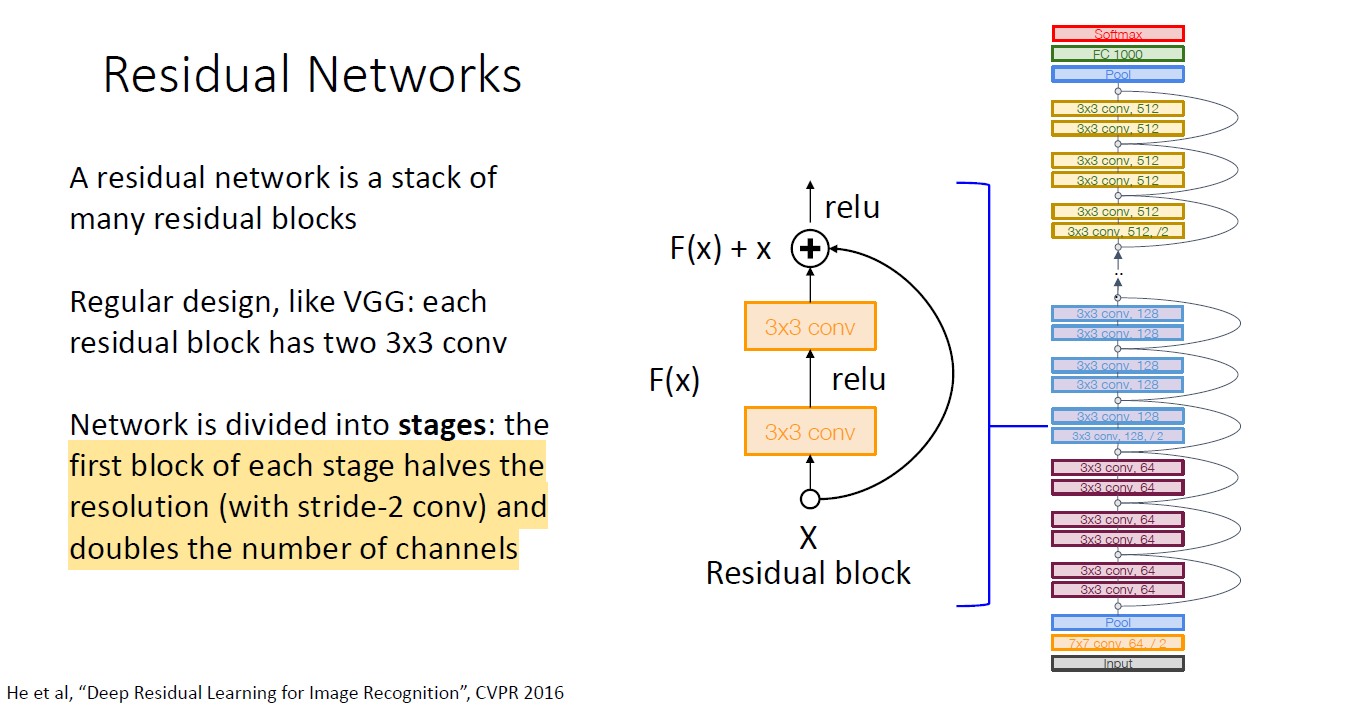 Residual Networks
A residual network is a stack of
many residual blocks
Regular design, like VGG: each
residual block has two 3x3 conv
Network is divided into stages: the
first block of each stage halves the
resolution (with stride-2 conv) and
doubles the number of channels
relu
F(x) + x
3x3 conv
F(x)
relu
3x3 conv
X
Residual block
Softmax
FC 1000
Pool
3x3 conv, 512
3x3 conv, 512
3x3 conv, 512
3x3 conv, 512
3x3 conv, 512
3x3 conv, 512, /2
..
3x3 conv, 128
3x3 conv, 128
3x3 conv, 128
3x3 conv, 128
3x3 conv, 128
3x3 conv, 128, / 2
3x3 conv, 64
3x3 conv, 64
3x3 conv, 64
3x3 conv, 64
3x3 conv, 64
3x3 conv, 64
Pool
7x7 conv, 64, / 2
Input
He et al, “Deep Residual Learning for Image Recognition”, CVPR 2016